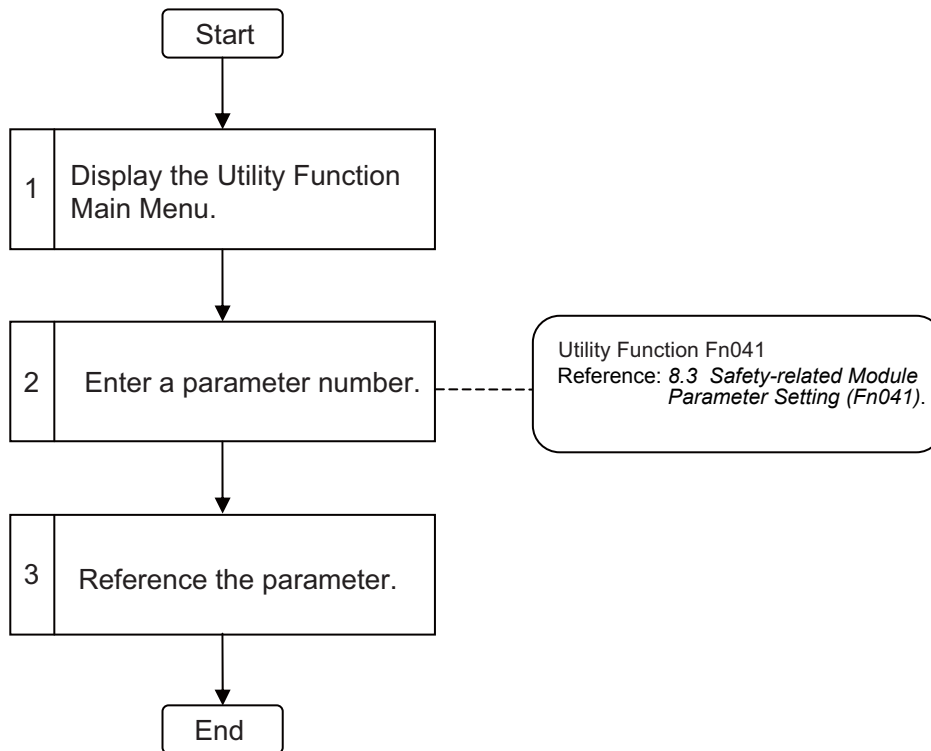 Start
1
Display the Utility Function
Main Menu.
2
Enter a parameter number.
Utility Function Fn041
Reference: 8.3 Safety-related Module
Parameter Setting (Fn041).
3
Reference the parameter.
End